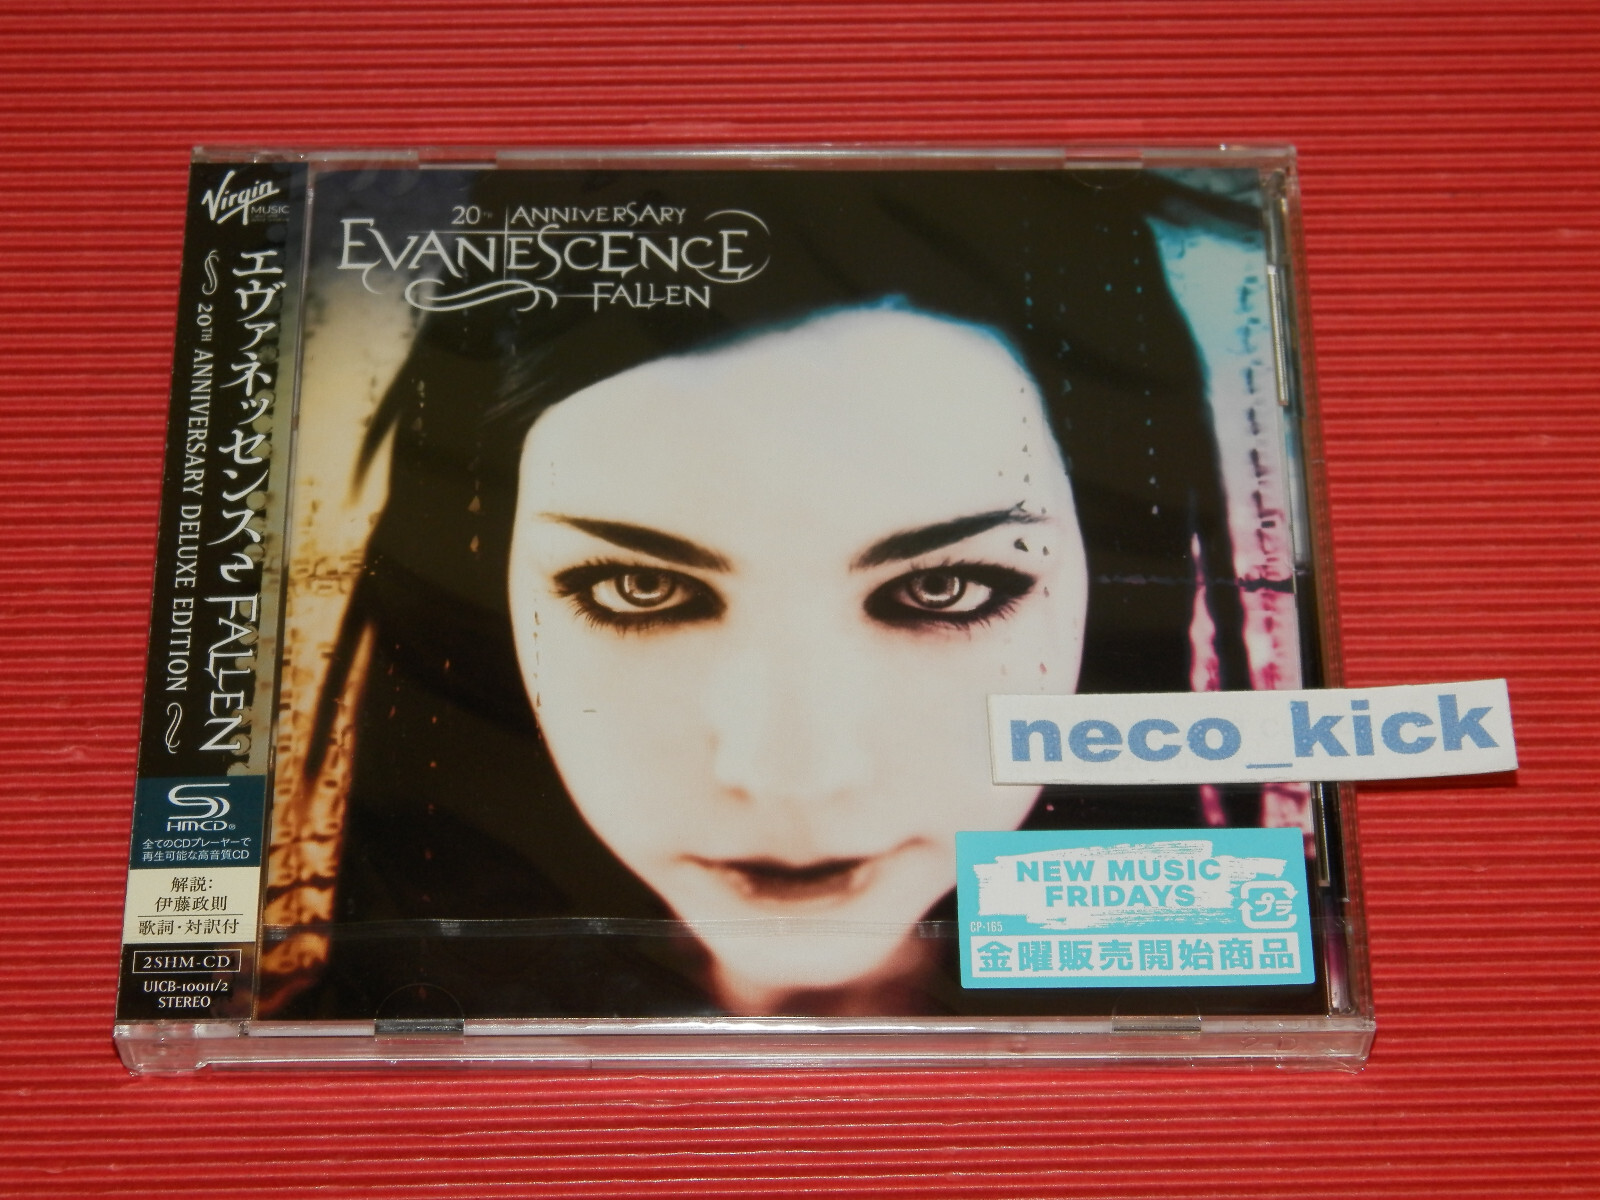 Virgin
MUSIC
エヴァネッセンス FALLEN
20TH ANNIVERSARY DELUXE EDITION
SHM-CD®
全てのCDプレーヤーで
再生可能な高音質CD
解説:
伊藤政則
歌詞・対訳付
2SHM-CD
UICB-10011/2
STEREO
20TH ANNIVERSARY
EVANESCENCE
FALLEN
neco_kick
NEW MUSIC
FRIDAYS
プラ
CP-165
金曜販売開始商品